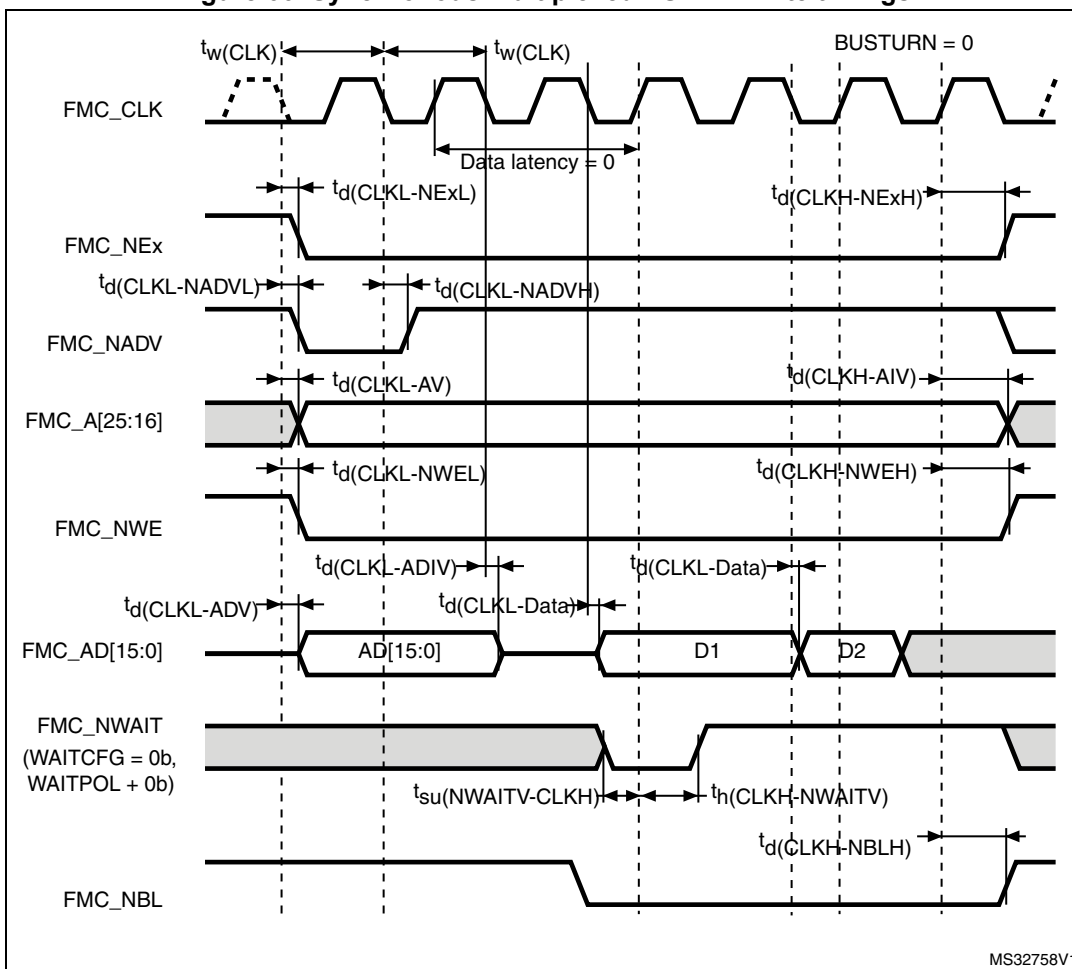 tw(CLK)
tw(CLK)
BUSTURN = 0
FMC_CLK
Data latency = 0
td(CLKL-NExL)
td(CLKH-NExH)
FMC_NEx
td(CLKL-NADVL)
td(CLKL-NADVH)
FMC_NADV
td(CLKL-AV)
td(CLKH-AIV)
FMC_A[25:16]
td(CLKL-NWEL)
td(CLKH-NWEH)
FMC_NWE
td(CLKL-ADIV)
td(CLKL-Data)
td(CLKL-ADV)
td(CLKL-Data)
FMC_AD[15:0]
AD[15:0]
D1
D2
FMC_NWAIT
(WAITCFG = 0b,
WAITPOL + 0b)
tsu(NWAITV-CLKH)
th(CLKH-NWAITV)
td(CLKH-NBLH)
FMC_NBL
MS32758V1